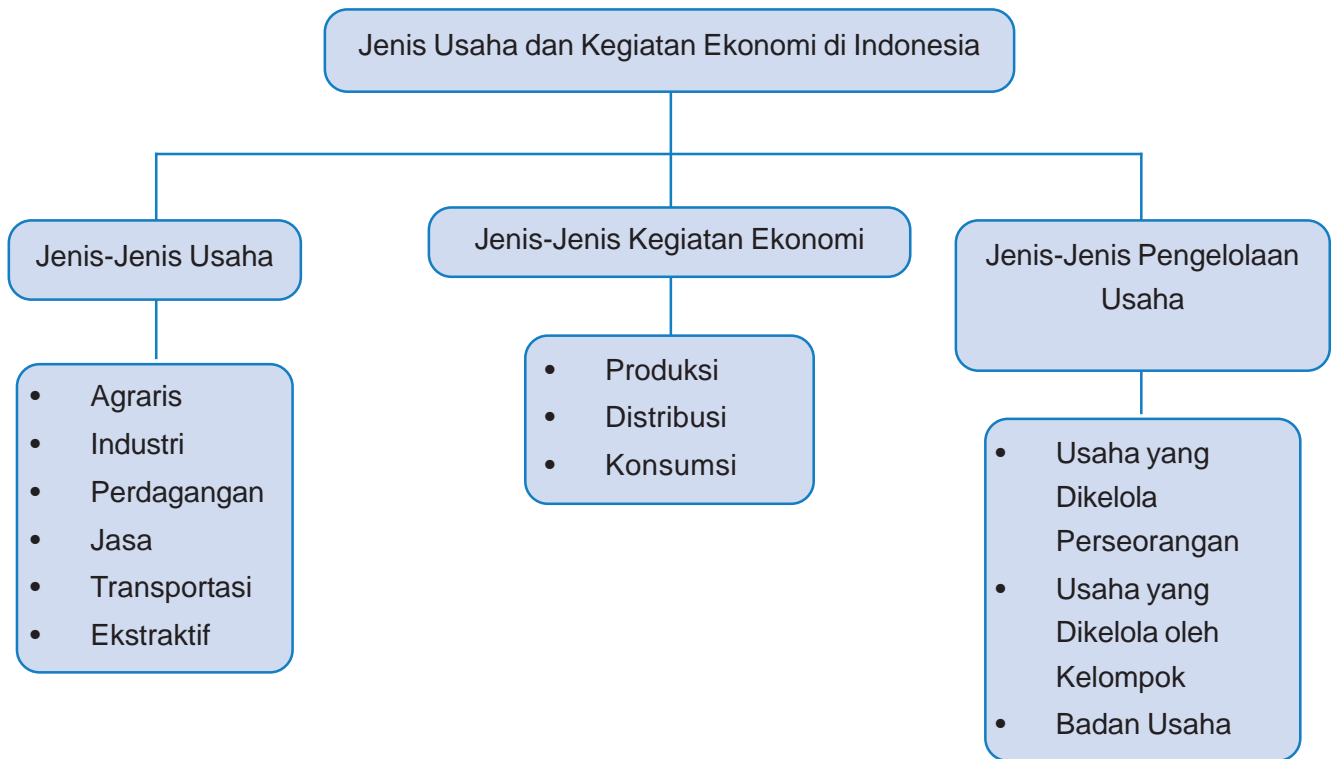 Jenis Usaha dan Kegiatan Ekonomi di Indonesia
Jenis-Jenis Usaha
• Agraris
• Industri
• Perdagangan
• Jasa
• Transportasi
• Ekstraktif
Jenis-Jenis Kegiatan Ekonomi
• Produksi
• Distribusi
• Konsumsi
Jenis-Jenis Pengelolaan
Usaha
• Usaha yang
Dikelola
Perseorangan
• Usaha yang
Dikelola oleh
Kelompok
• Badan Usaha